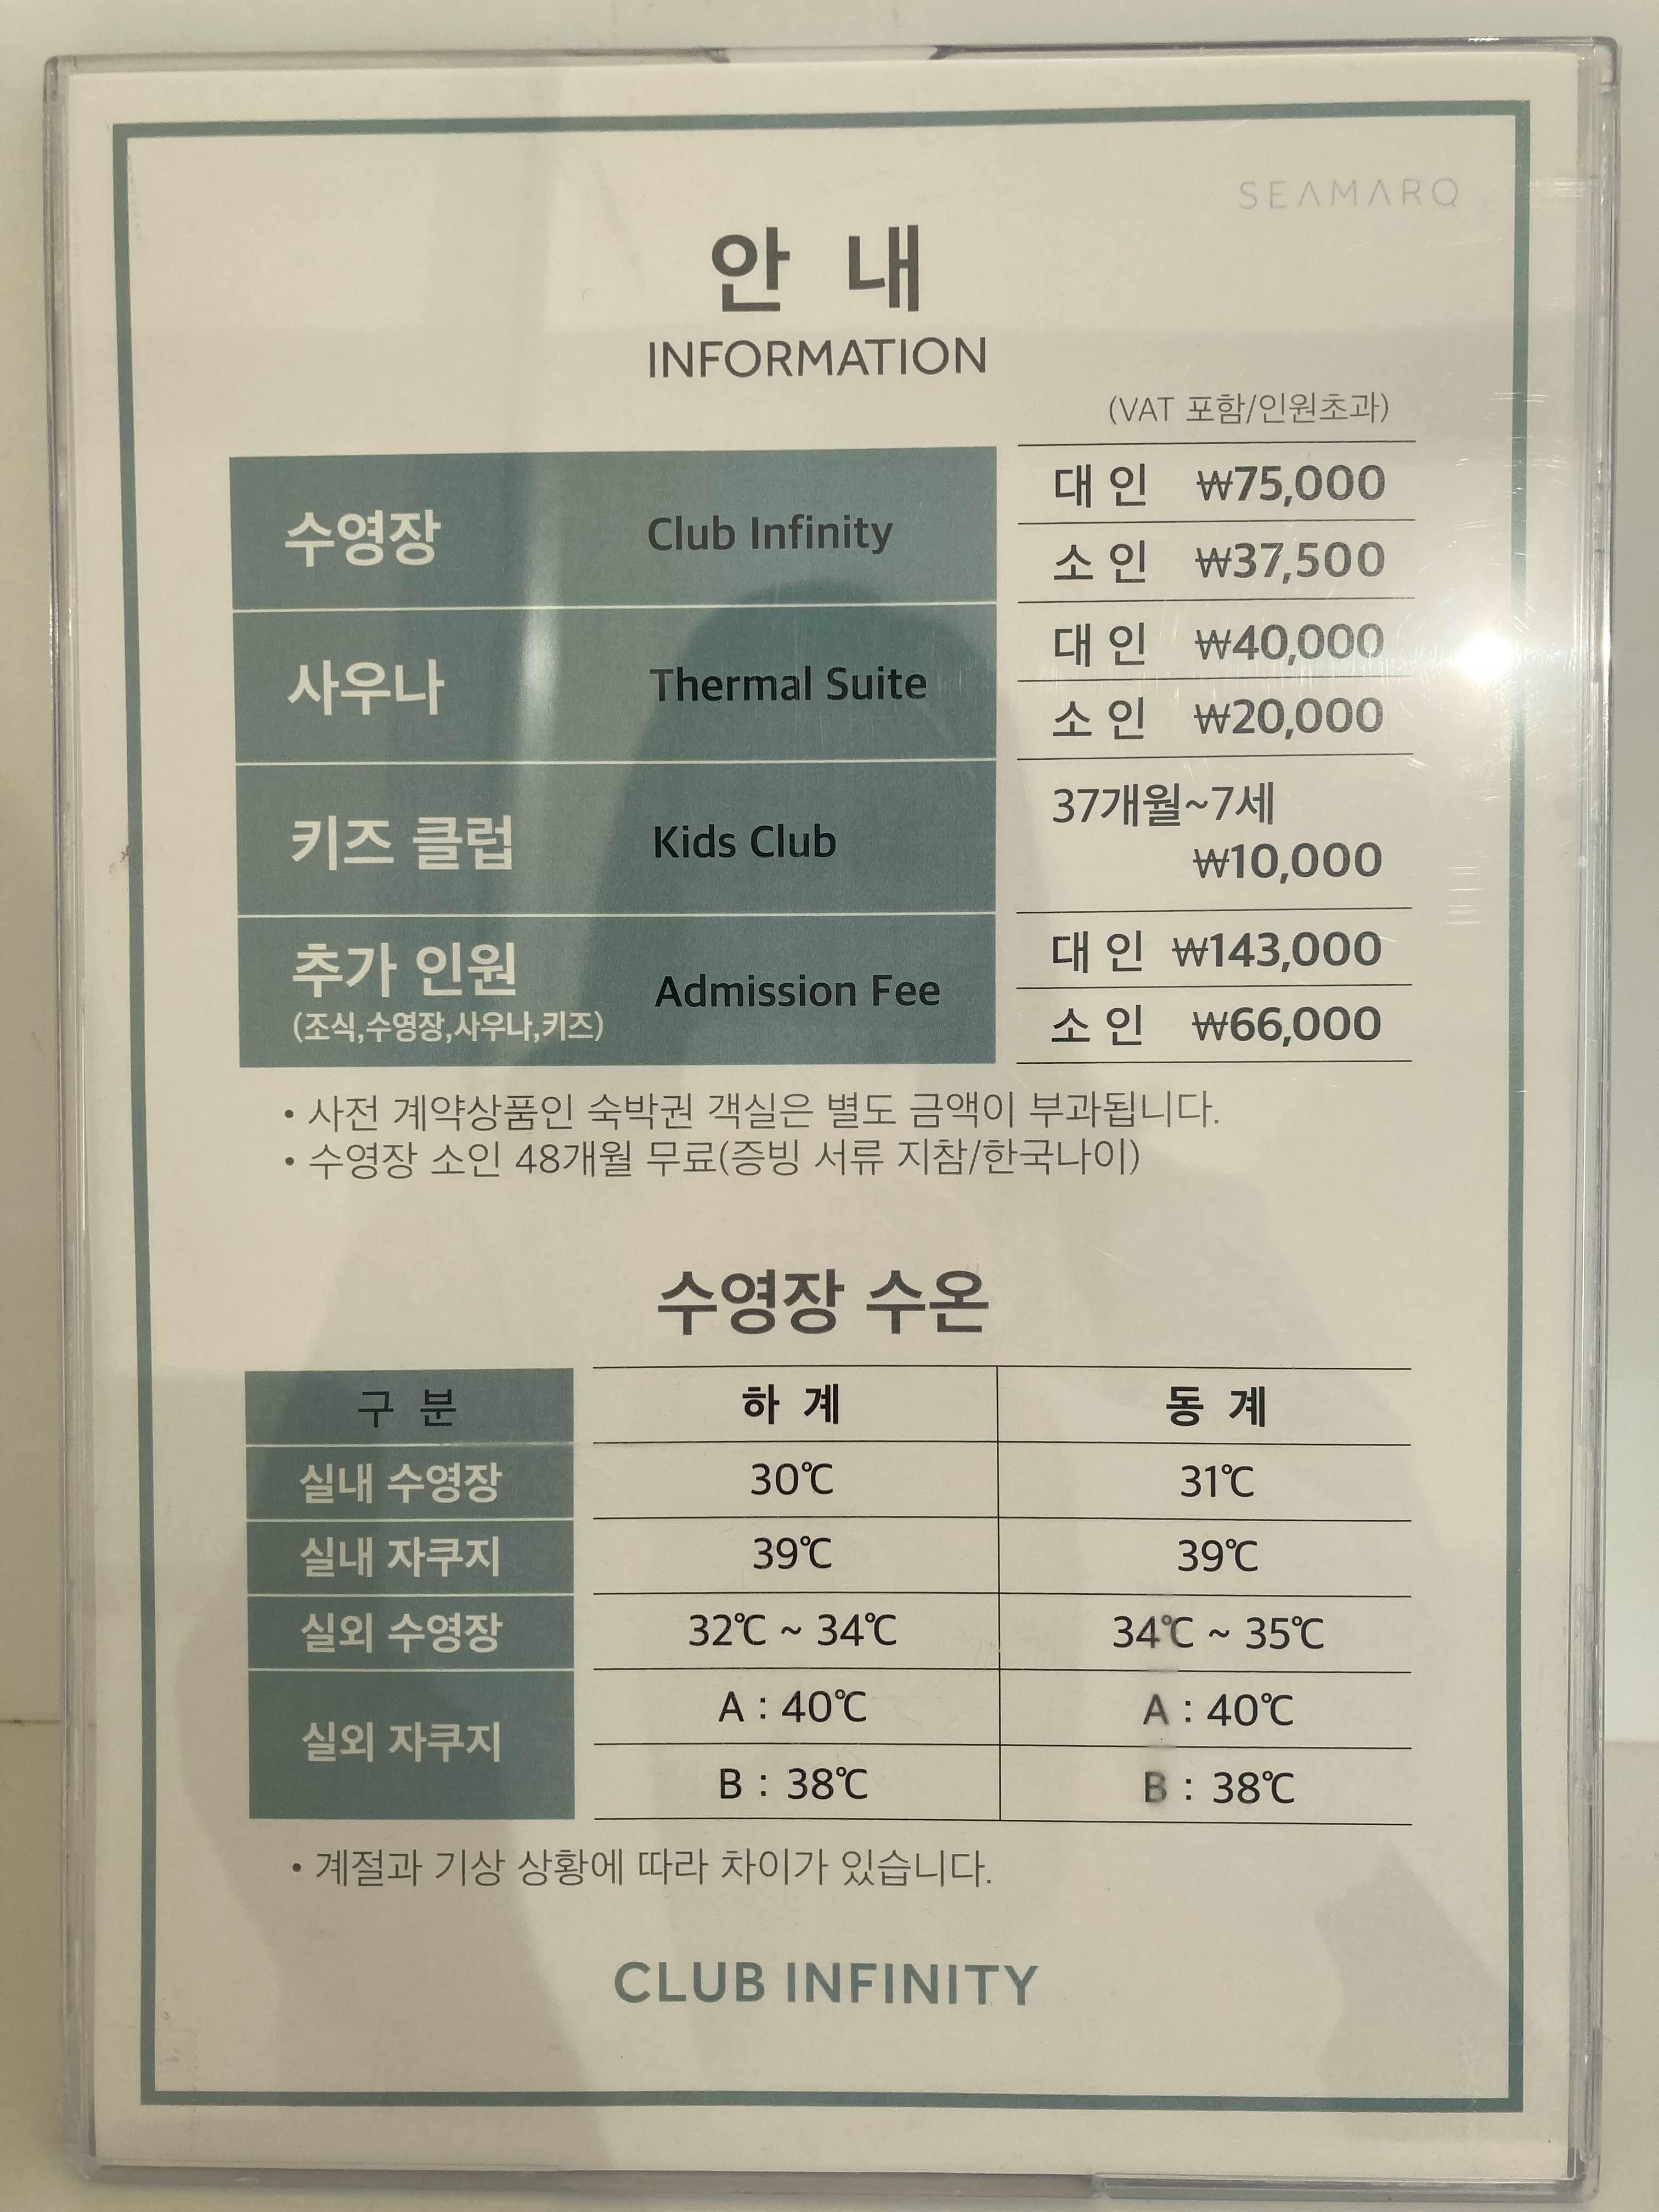 SEAMARQ
안 내
INFORMATION
(VAT 포함/인원초과)
수영장 Club Infinity 대 인 ₩75,000
소 인 ₩37,500
사우나 Thermal Suite 대 인 ₩40,000
소 인 ₩20,000
키즈 클럽 Kids Club 37개월~7세
₩10,000
추가 인원 Admission Fee 대 인 ₩143,000
(조식,수영장,사우나,키즈) 소 인 ₩66,000
• 사전 계약상품인 숙박권 객실은 별도 금액이 부과됩니다.
• 수영장 소인 48개월 무료(증빙 서류 지참/한국나이)
수영장 수온
구 분 하 계 동 계
실내 수영장 30℃ 31℃
실내 자쿠지 39℃ 39℃
실외 수영장 32℃ ~ 34℃ 34℃ ~ 35℃
실외 자쿠지 A : 40℃ A : 40℃
B : 38℃ B : 38℃
• 계절과 기상 상황에 따라 차이가 있습니다.
CLUB INFINITY